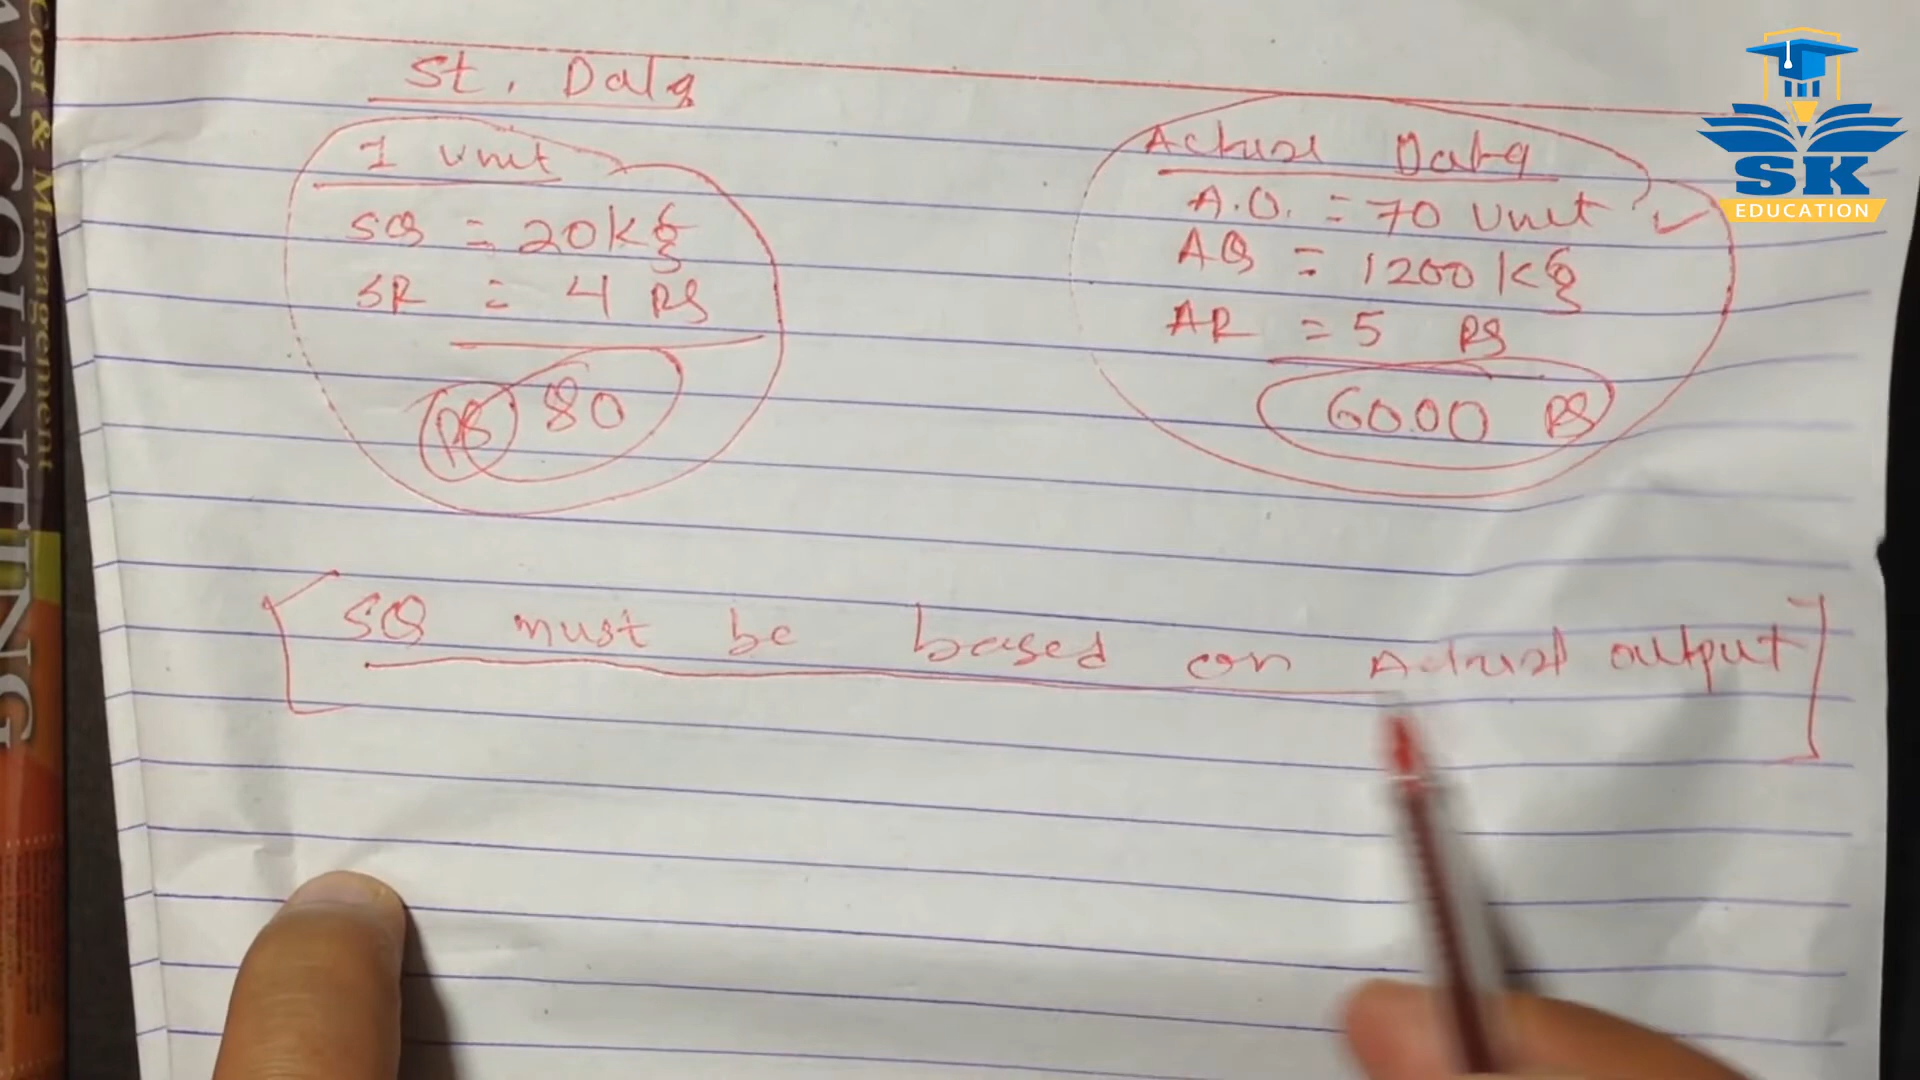 St. Data
1 Unit
SQ = 20 kg
SR = 4 RS
RS 80
Actual Data
A.O. = 70 Unit
AQ = 1200 kg
AR = 5 RS
6000 RS
SQ must be based on Actual output
SK
EDUCATION
Cost & Management
ACCOUNTING